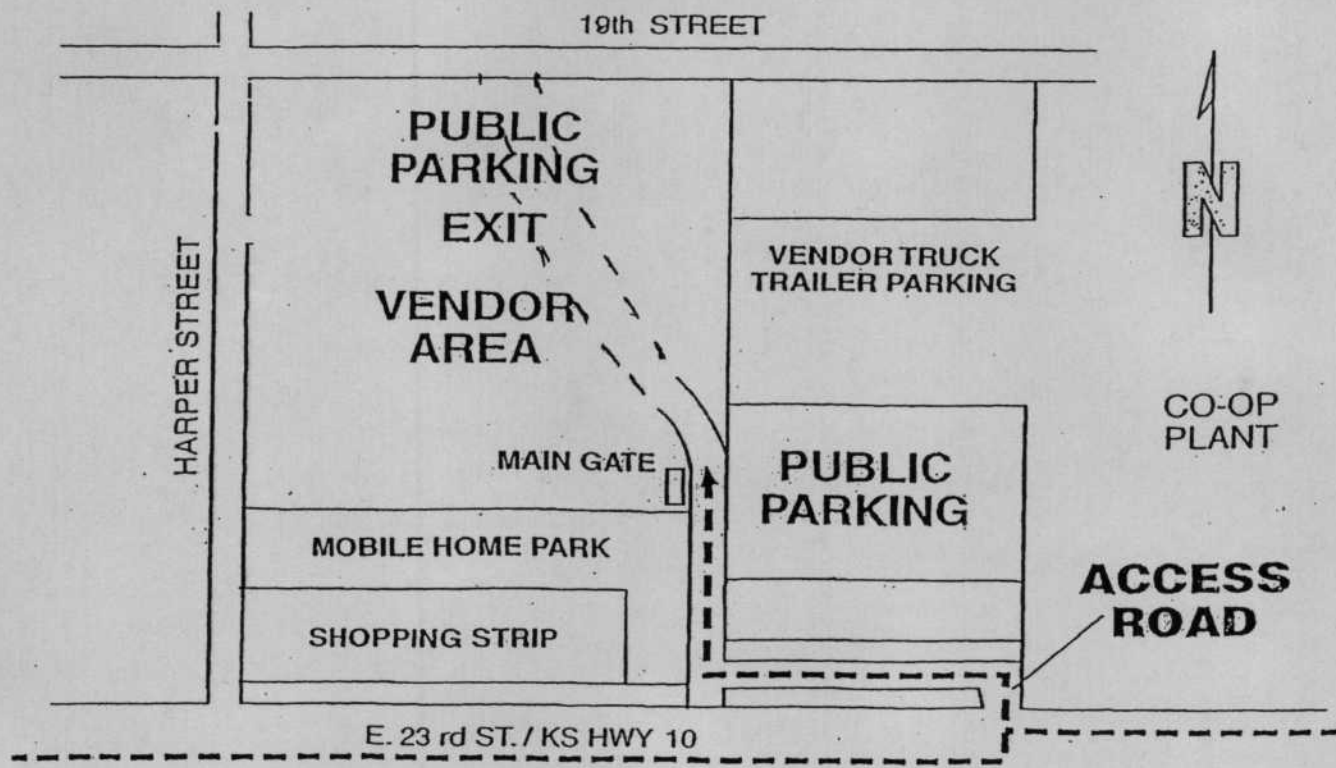 19th STREET
PUBLIC
PARKING
EXIT
VENDOR
AREA
HARPER STREET
VENDOR TRUCK
TRAILER PARKING
N
CO-OP
PLANT
MAIN GATE
PUBLIC
PARKING
MOBILE HOME PARK
ACCESS
ROAD
SHOPPING STRIP
E. 23 rd ST. / KS HWY 10